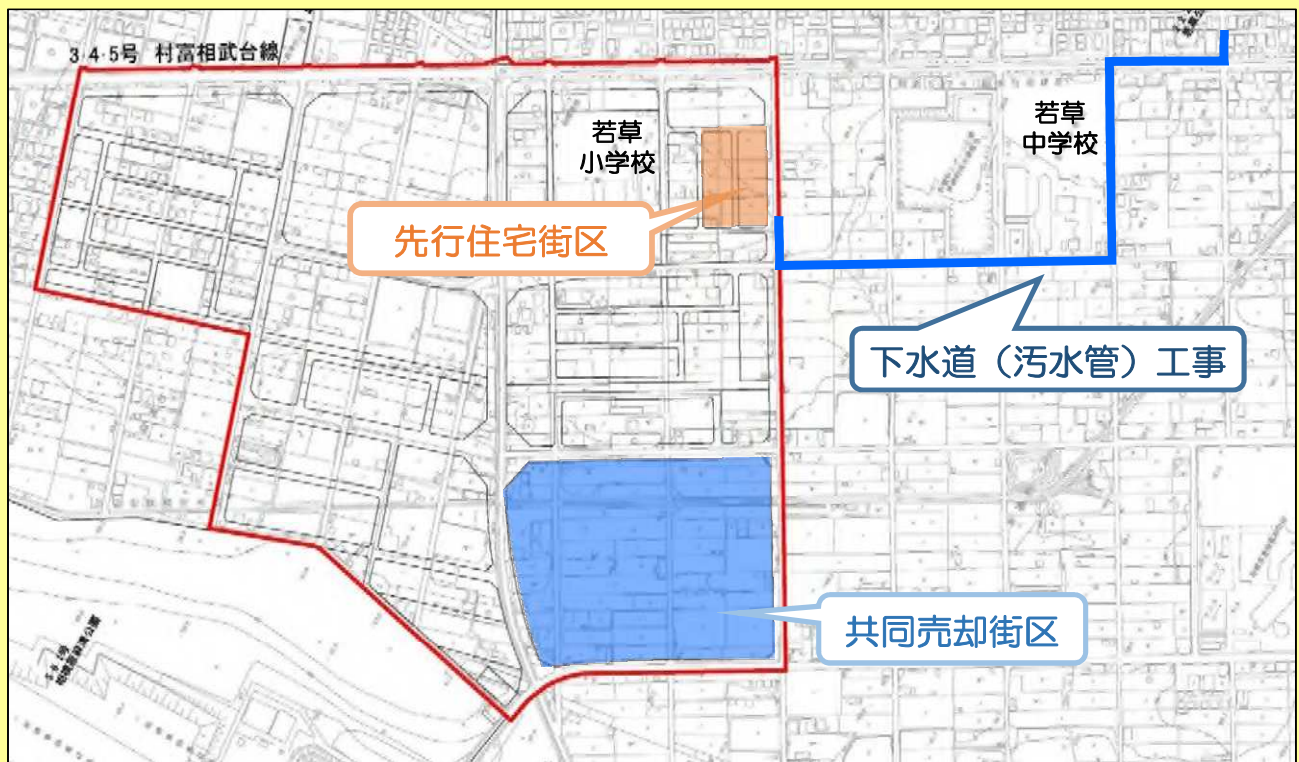 3・4・5号 村富相武台線
若草
小学校
若草
中学校
先行住宅街区
下水道（汚水管）工事
共同売却街区